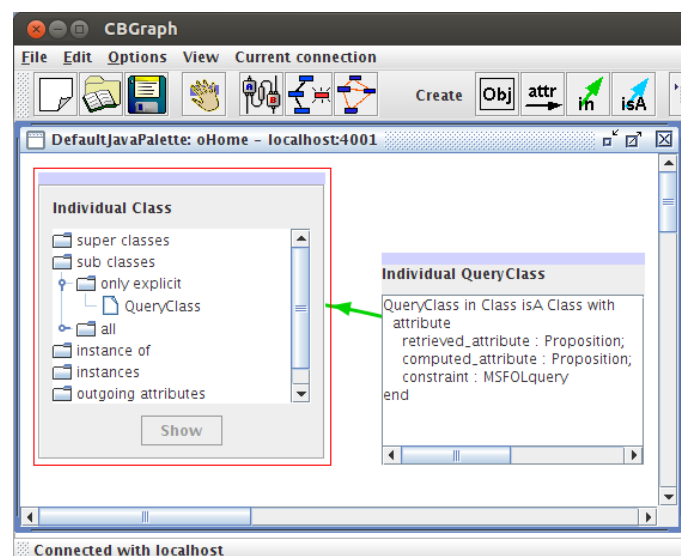 CBGraph
File Edit Options View Current connection
Create Obj attr in isA
DefaultJavaPalette: oHome - localhost:4001
Individual Class
super classes
sub classes
only explicit
QueryClass
all
instance of
instances
outgoing attributes
Show
Individual QueryClass
QueryClass in Class isA Class with
attribute
retrieved_attribute : Proposition;
computed_attribute : Proposition;
constraint : MSFOLquery
end
Connected with localhost